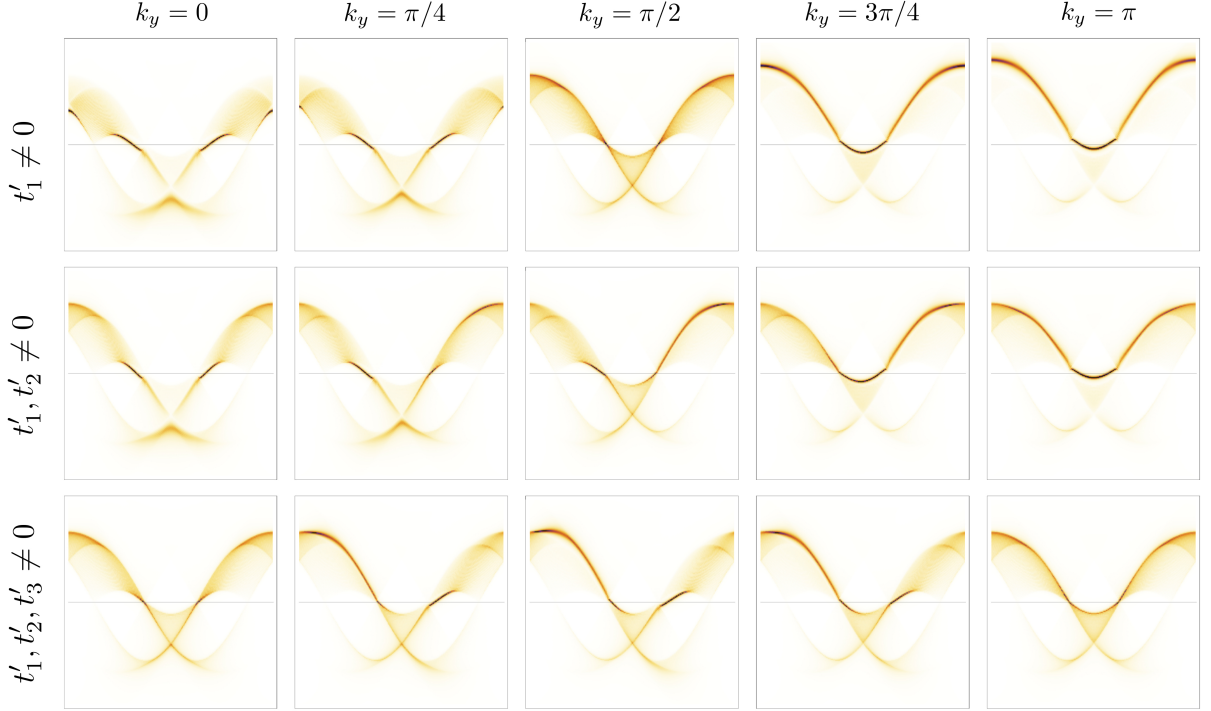 k_y = 0
k_y = π/4
k_y = π/2
k_y = 3π/4
k_y = π
t′_1 ≠ 0
t′_1, t′_2 ≠ 0
t′_1, t′_2, t′_3 ≠ 0